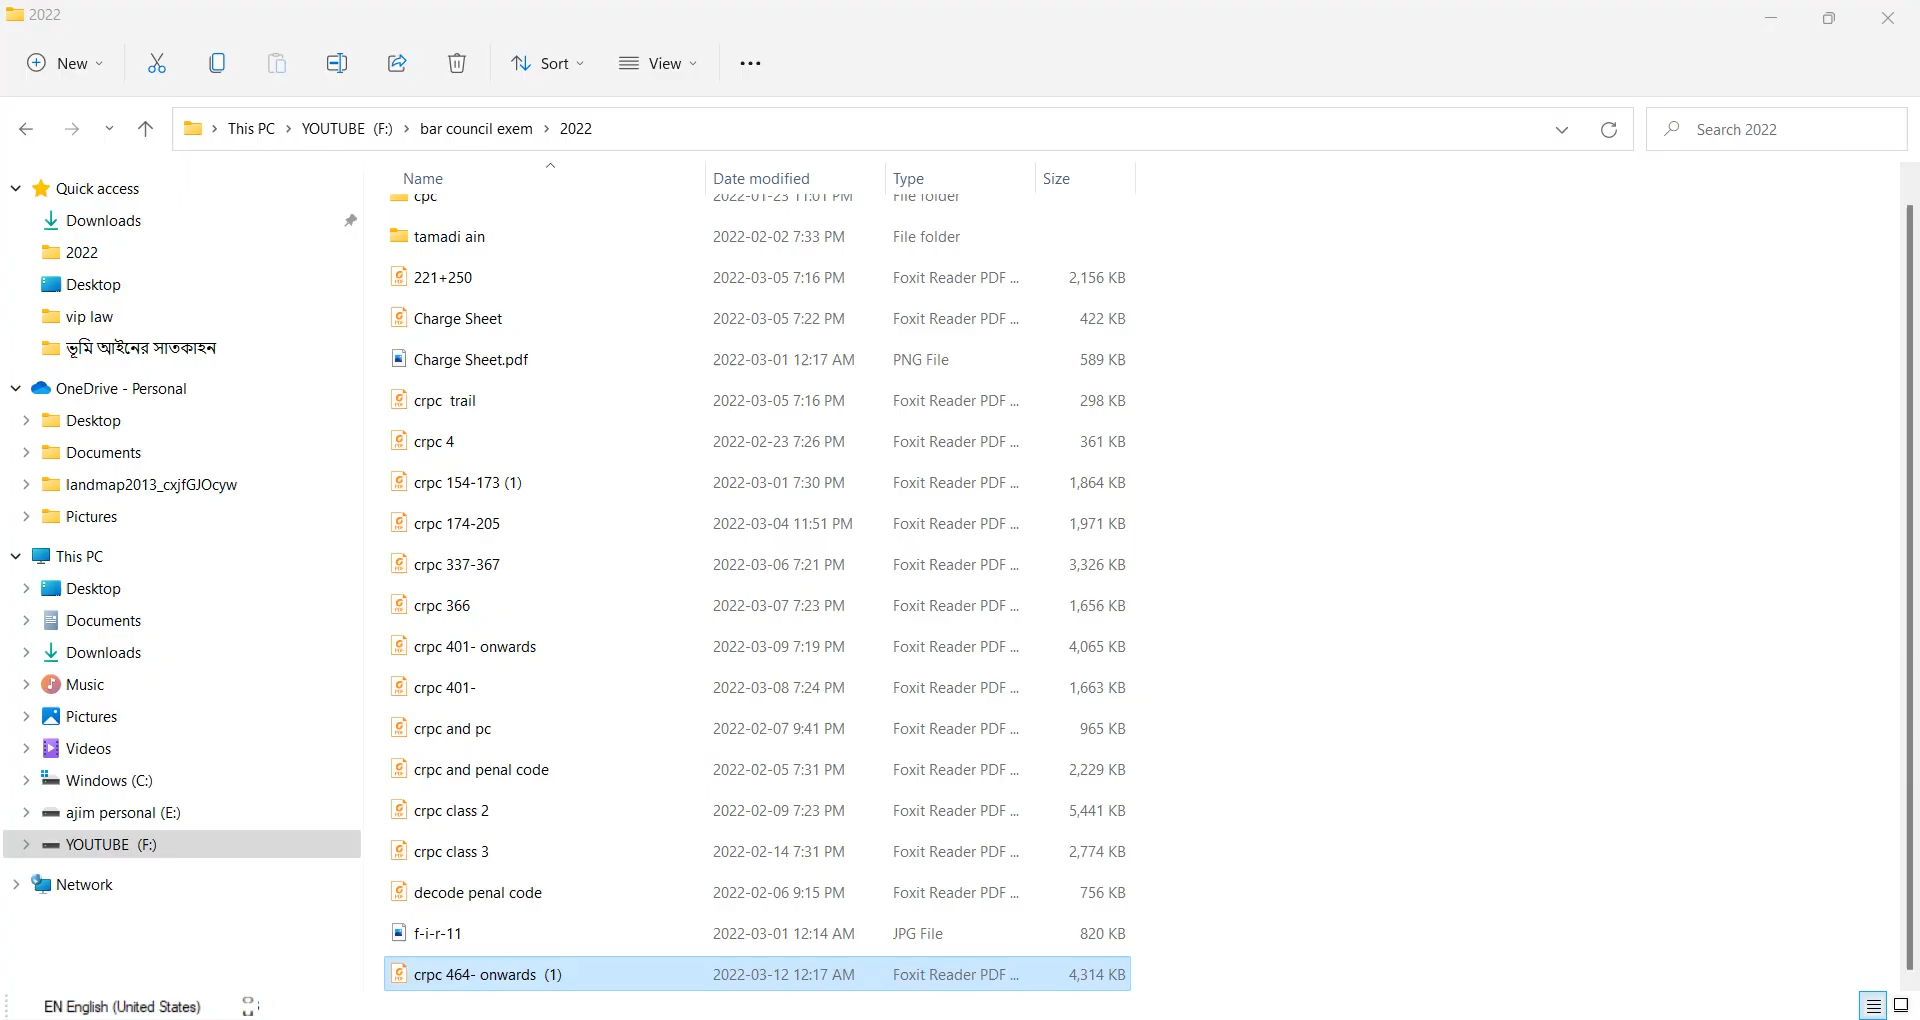 2022
New
Sort
View
This PC
YOUTUBE (F:)
bar council exem
2022
Search 2022
Name
Date modified
Type
Size
Quick access
Downloads
2022
Desktop
vip law
ভূমি আইনের সাতকাহন
OneDrive - Personal
Desktop
Documents
landmap2013_cxjfGJOcyw
Pictures
This PC
Desktop
Documents
Downloads
Music
Pictures
Videos
Windows (C:)
ajim personal (E:)
YOUTUBE (F:)
Network
cpc 2022-01-23 11:01 PM File folder
tamadi ain 2022-02-02 7:33 PM File folder
221+250 2022-03-05 7:16 PM Foxit Reader PDF ... 2,156 KB
Charge Sheet 2022-03-05 7:22 PM Foxit Reader PDF ... 422 KB
Charge Sheet.pdf 2022-03-01 12:17 AM PNG File 589 KB
crpc trail 2022-03-05 7:16 PM Foxit Reader PDF ... 298 KB
crpc 4 2022-02-23 7:26 PM Foxit Reader PDF ... 361 KB
crpc 154-173 (1) 2022-03-01 7:30 PM Foxit Reader PDF ... 1,864 KB
crpc 174-205 2022-03-04 11:51 PM Foxit Reader PDF ... 1,971 KB
crpc 337-367 2022-03-06 7:21 PM Foxit Reader PDF ... 3,326 KB
crpc 366 2022-03-07 7:23 PM Foxit Reader PDF ... 1,656 KB
crpc 401- onwards 2022-03-09 7:19 PM Foxit Reader PDF ... 4,065 KB
crpc 401- 2022-03-08 7:24 PM Foxit Reader PDF ... 1,663 KB
crpc and pc 2022-02-07 9:41 PM Foxit Reader PDF ... 965 KB
crpc and penal code 2022-02-05 7:31 PM Foxit Reader PDF ... 2,229 KB
crpc class 2 2022-02-09 7:23 PM Foxit Reader PDF ... 5,441 KB
crpc class 3 2022-02-14 7:31 PM Foxit Reader PDF ... 2,774 KB
decode penal code 2022-02-06 9:15 PM Foxit Reader PDF ... 756 KB
f-i-r-11 2022-03-01 12:14 AM JPG File 820 KB
crpc 464- onwards (1) 2022-03-12 12:17 AM Foxit Reader PDF ... 4,314 KB
EN English (United States)